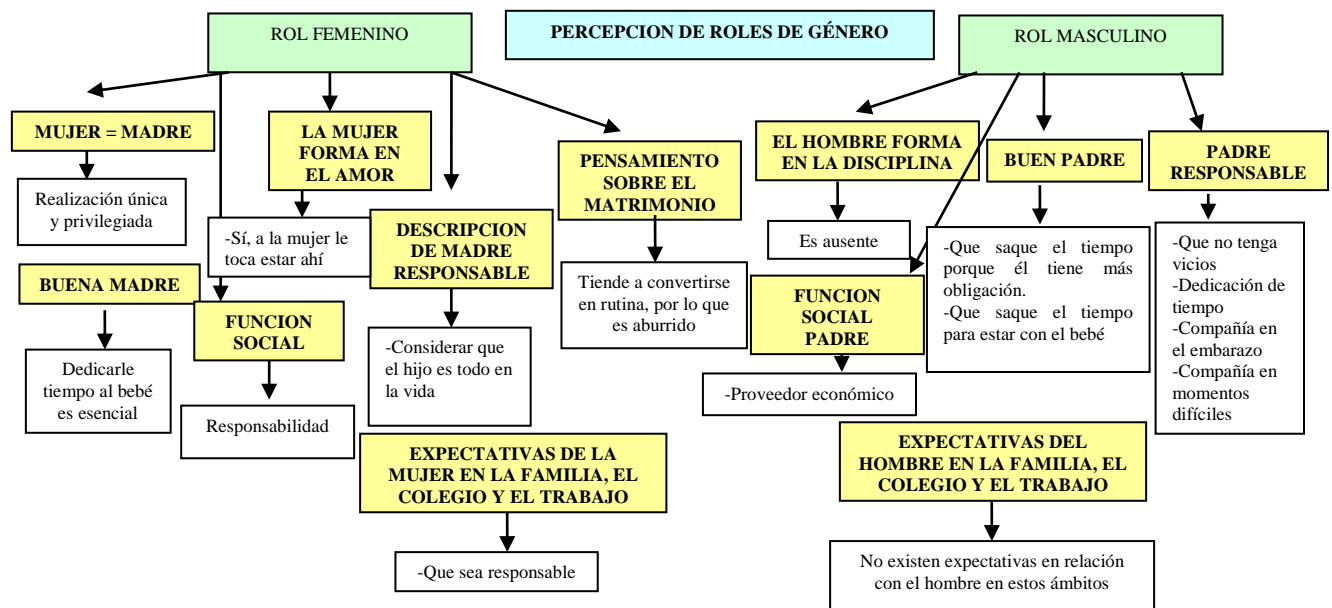 ROL FEMENINO
PERCEPCION DE ROLES DE GÉNERO
ROL MASCULINO
MUJER = MADRE
Realización única
y privilegiada
BUENA MADRE
Dedicarle
tiempo al bebé
es esencial
LA MUJER
FORMA EN
EL AMOR
-Sí, a la mujer le
toca estar ahí
FUNCION
SOCIAL
Responsabilidad
DESCRIPCION
DE MADRE
RESPONSABLE
-Considerar que
el hijo es todo en
la vida
PENSAMIENTO
SOBRE EL
MATRIMONIO
Tiende a convertirse
en rutina, por lo que
es aburrido
EXPECTATIVAS DE LA
MUJER EN LA FAMILIA, EL
COLEGIO Y EL TRABAJO
-Que sea responsable
EL HOMBRE FORMA
EN LA DISCIPLINA
Es ausente
FUNCION
SOCIAL
PADRE
-Proveedor económico
BUEN PADRE
-Que saque el tiempo
porque él tiene más
obligación.
-Que saque el tiempo
para estar con el bebé
PADRE
RESPONSABLE
-Que no tenga
vicios
-Dedicación de
tiempo
-Compañía en
el embarazo
-Compañía en
momentos
difíciles
EXPECTATIVAS DEL
HOMBRE EN LA FAMILIA, EL
COLEGIO Y EL TRABAJO
No existen expectativas en relación
con el hombre en estos ámbitos